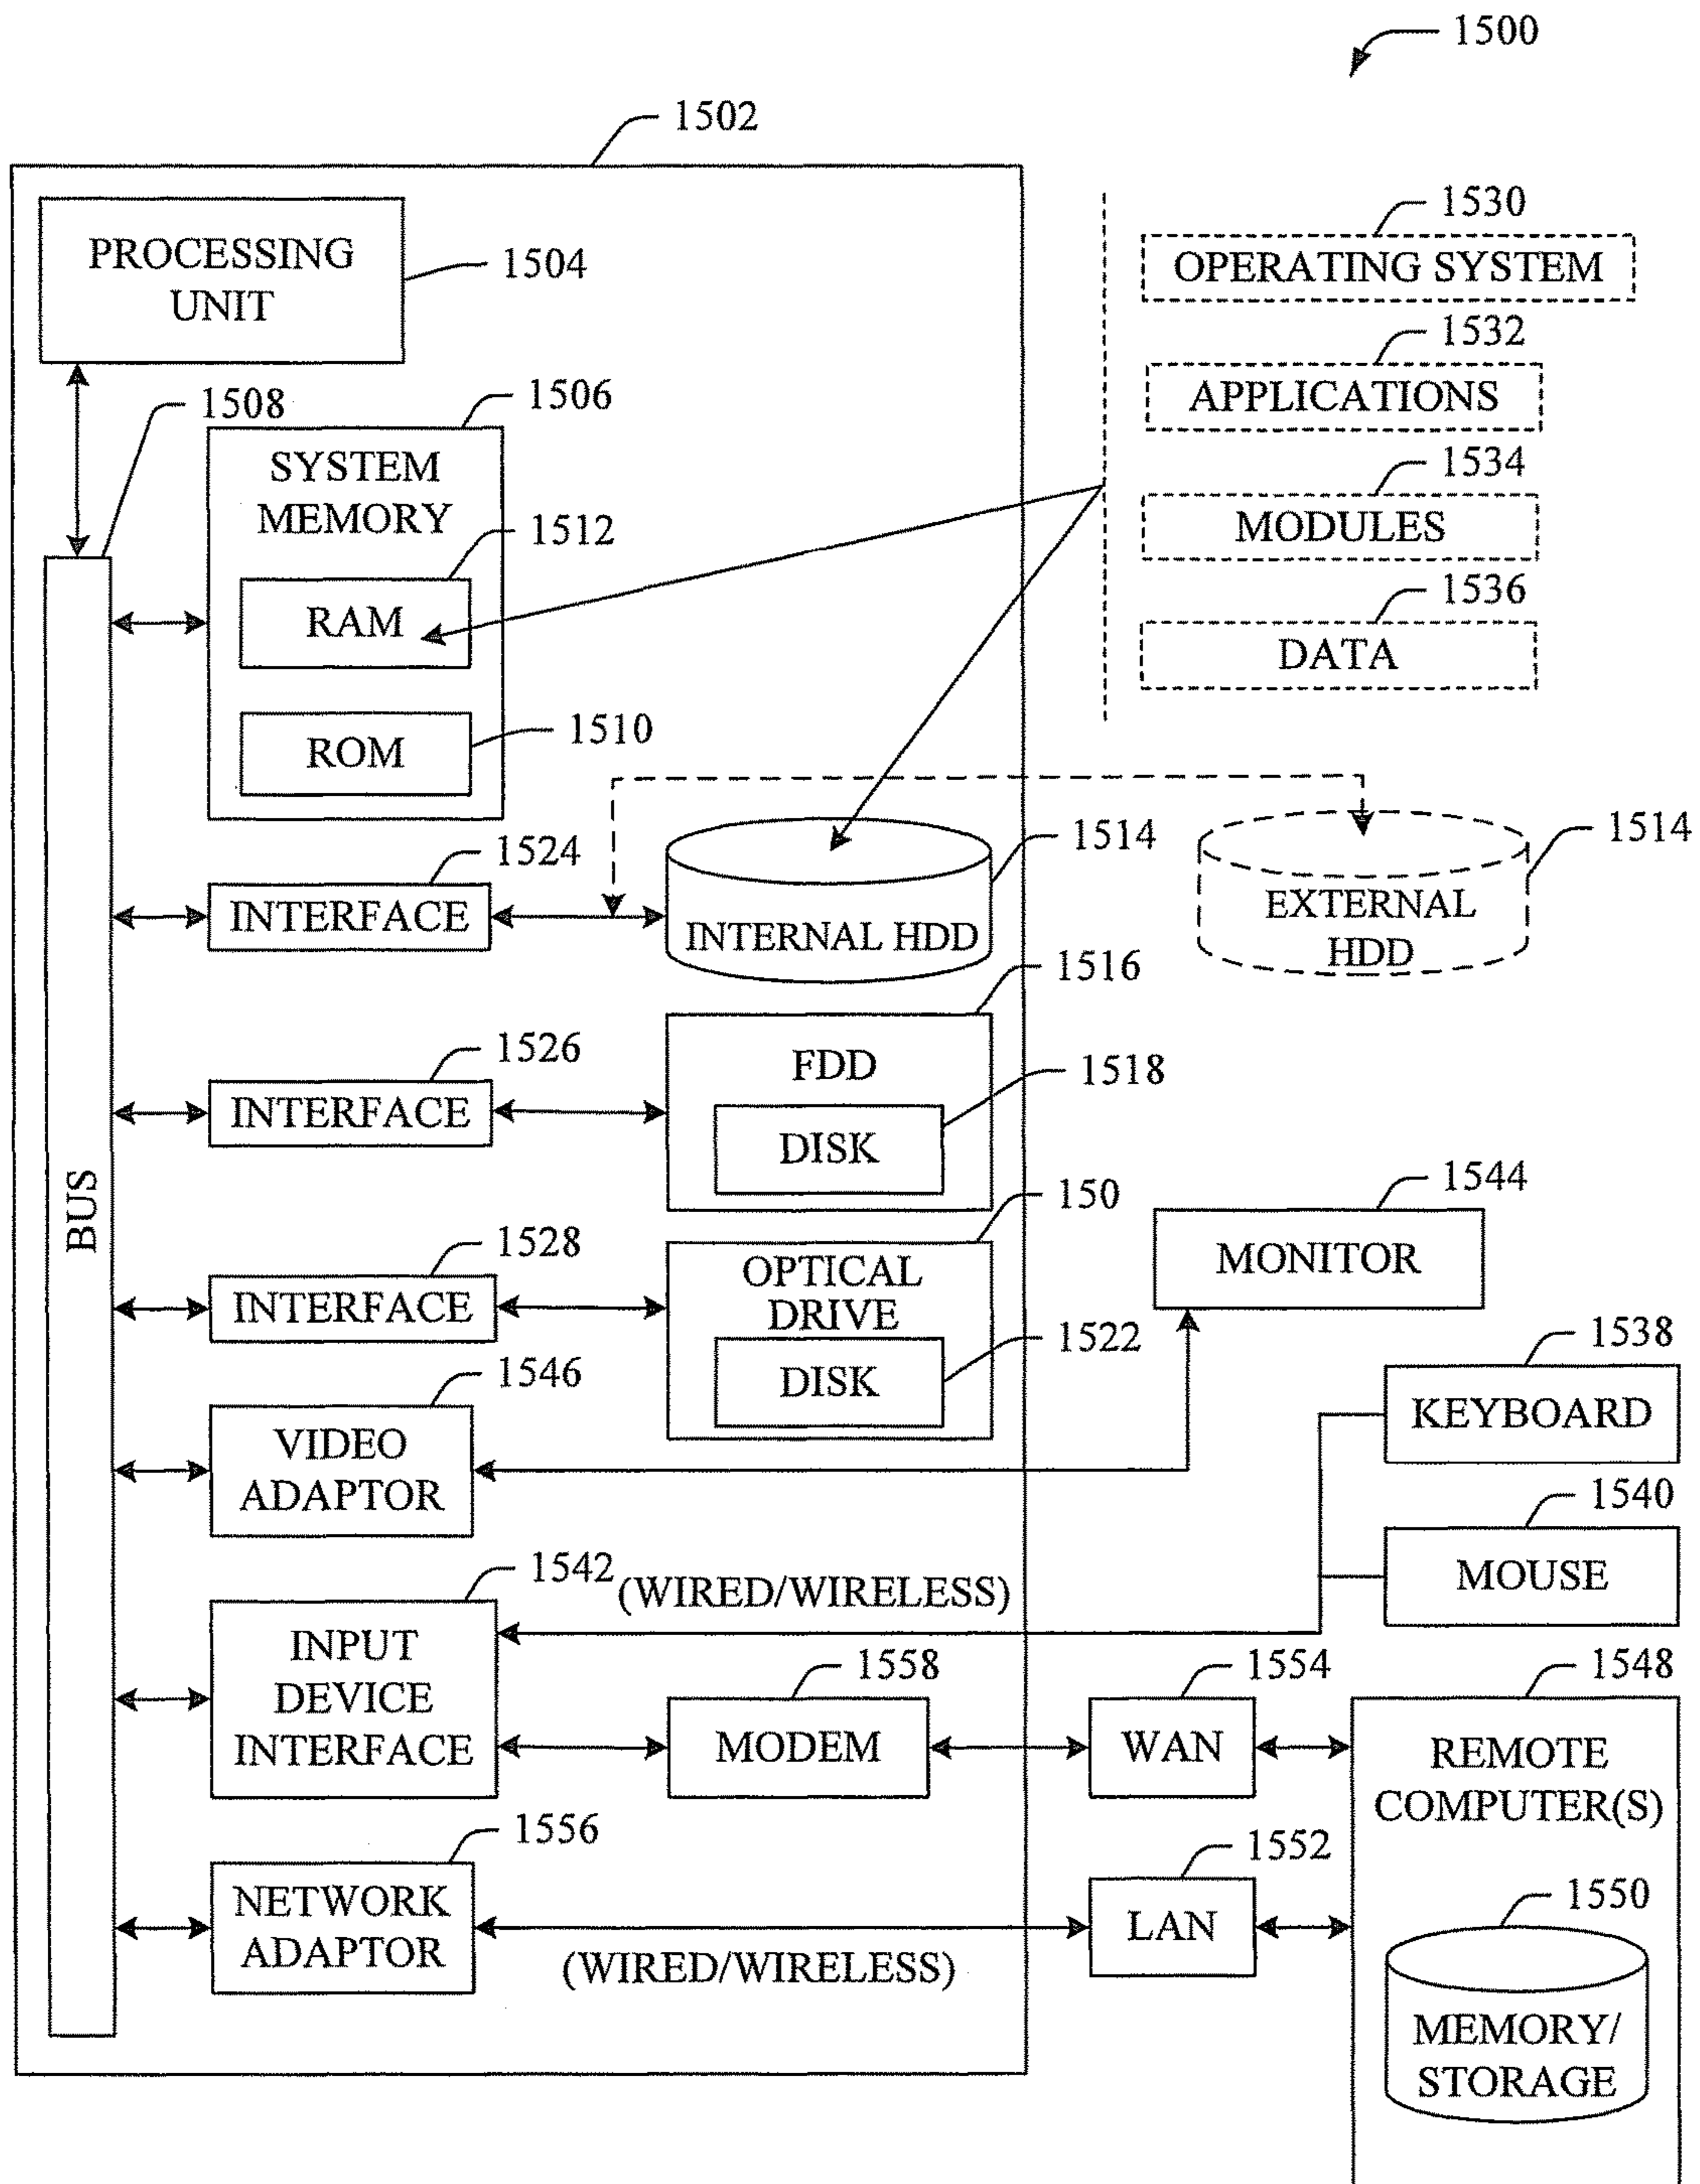 1500
1502
PROCESSING
UNIT
1504
1530
OPERATING SYSTEM
1532
APPLICATIONS
1534
MODULES
1536
DATA
1508
1506
SYSTEM
MEMORY
1512
RAM
1510
ROM
BUS
1524
INTERFACE
1514
INTERNAL HDD
1514
EXTERNAL
HDD
1526
INTERFACE
1516
FDD
1518
DISK
1528
INTERFACE
150
OPTICAL
DRIVE
1522
DISK
1544
MONITOR
1546
VIDEO
ADAPTOR
1538
KEYBOARD
1540
MOUSE
1542
(WIRED/WIRELESS)
INPUT
DEVICE
INTERFACE
1558
MODEM
1554
WAN
1548
REMOTE
COMPUTER(S)
1556
NETWORK
ADAPTOR
(WIRED/WIRELESS)
1552
LAN
1550
MEMORY/
STORAGE